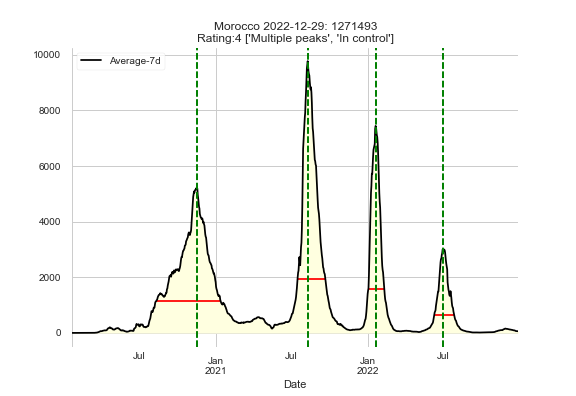 Morocco 2022-12-29: 1271493
Rating:4 ['Multiple peaks', 'In control']
Average-7d
10000
8000
6000
4000
2000
0
Jul
Jan
2021
Jul
Jan
2022
Jul
Date